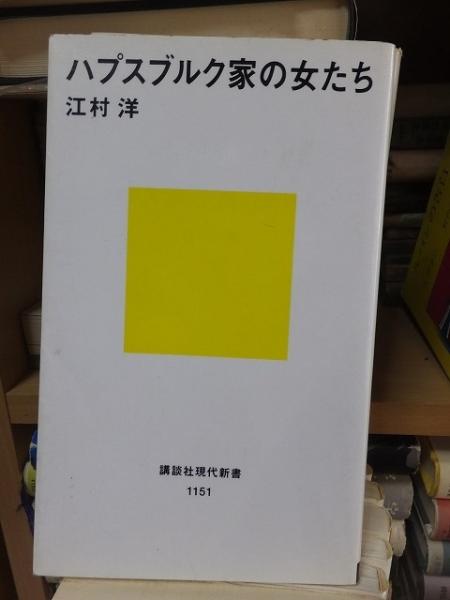 ハプスブルク家の女たち
江村 洋
講談社現代新書
1151